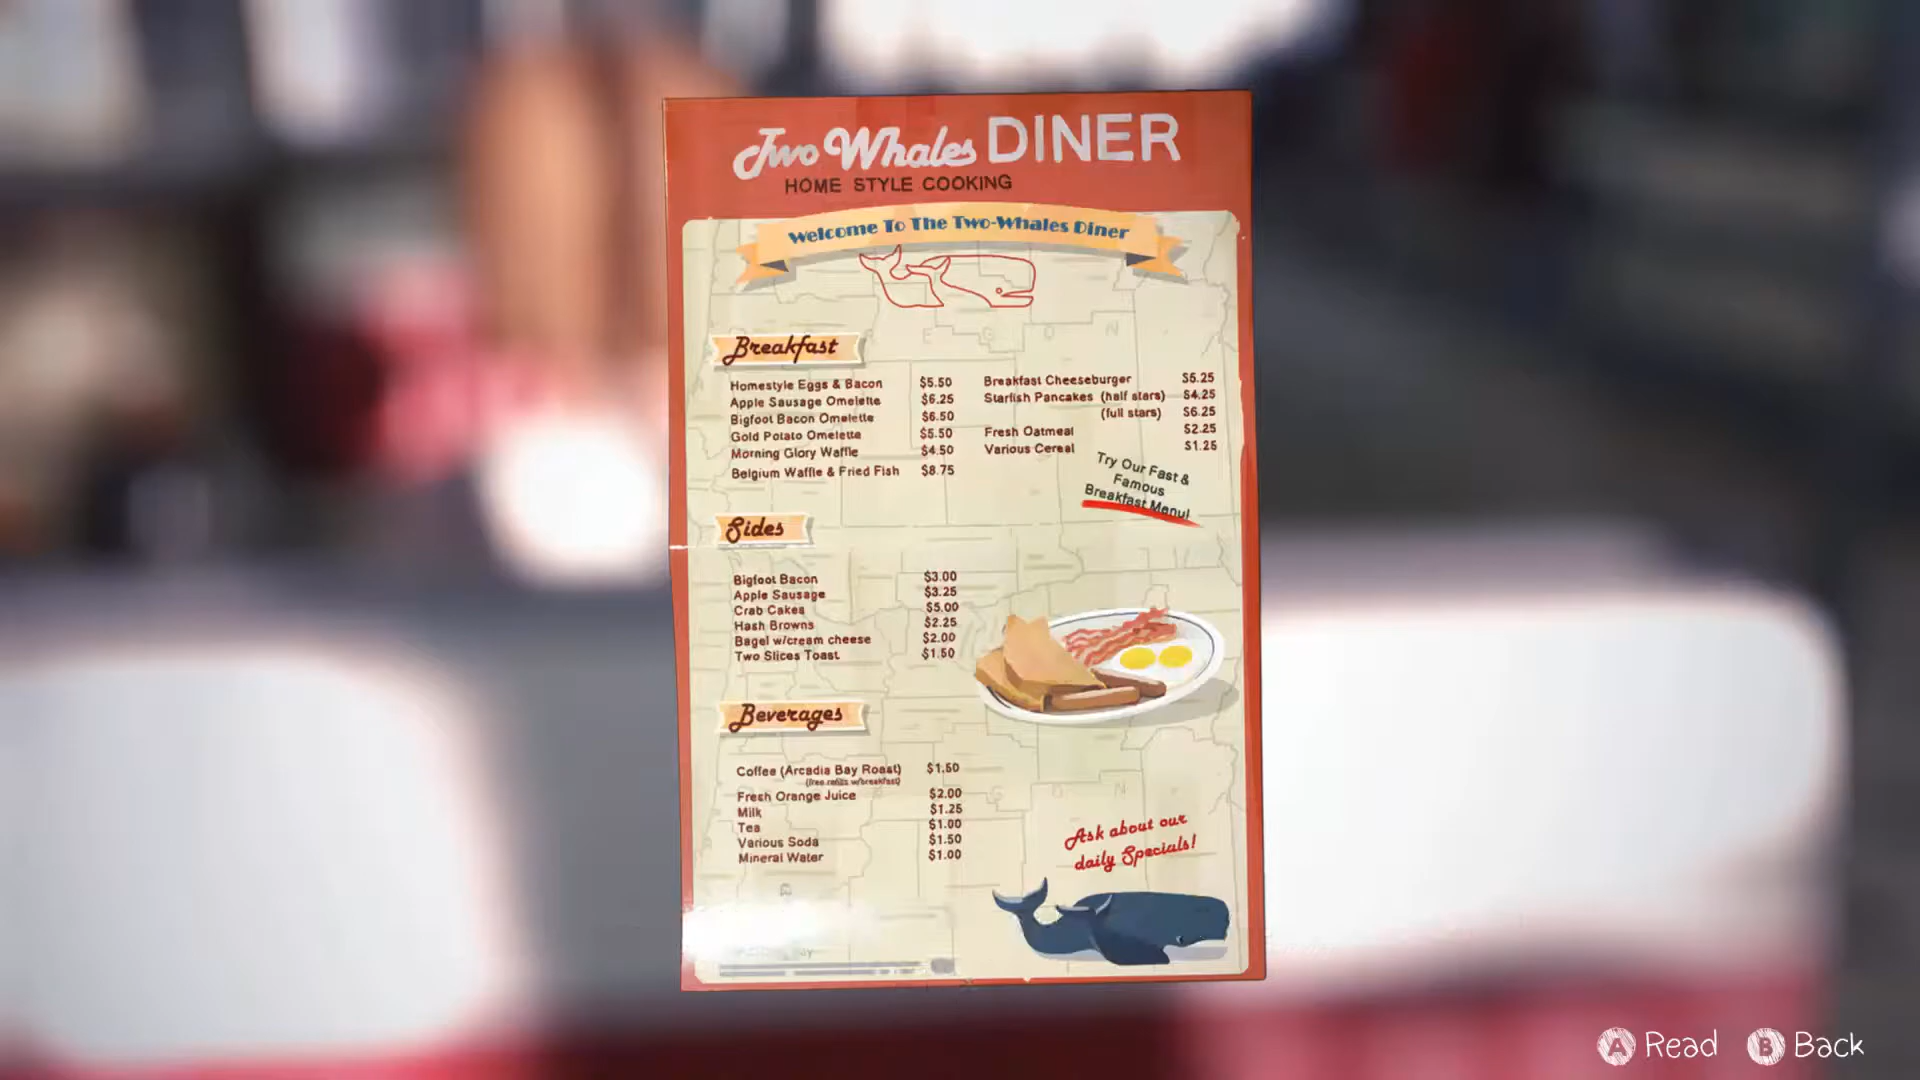 Two Whales DINER
HOME STYLE COOKING
Welcome To The Two-Whales Diner
Breakfast
Homestyle Eggs & Bacon $5.50
Apple Sausage Omelette $6.25
Bigfoot Bacon Omelette $6.50
Gold Potato Omelette $5.50
Morning Glory Waffle $4.50
Belgium Waffle & Fried Fish $8.75
Breakfast Cheeseburger $5.25
Starfish Pancakes (half stars) $4.25
(full stars) $6.25
Fresh Oatmeal $2.25
Various Cereal $1.25
Try Our Fast &
Famous
Breakfast Menu!
Sides
Bigfoot Bacon $3.00
Apple Sausage $3.25
Crab Cakes $5.00
Hash Browns $2.25
Bagel w/cream cheese $2.00
Two Slices Toast $1.50
Beverages
Coffee (Arcadia Bay Roast) $1.50
(free refills w/breakfast)
Fresh Orange Juice $2.00
Milk $1.25
Tea $1.00
Various Soda $1.50
Mineral Water $1.00
Ask about our
daily Specials!
A Read B Back